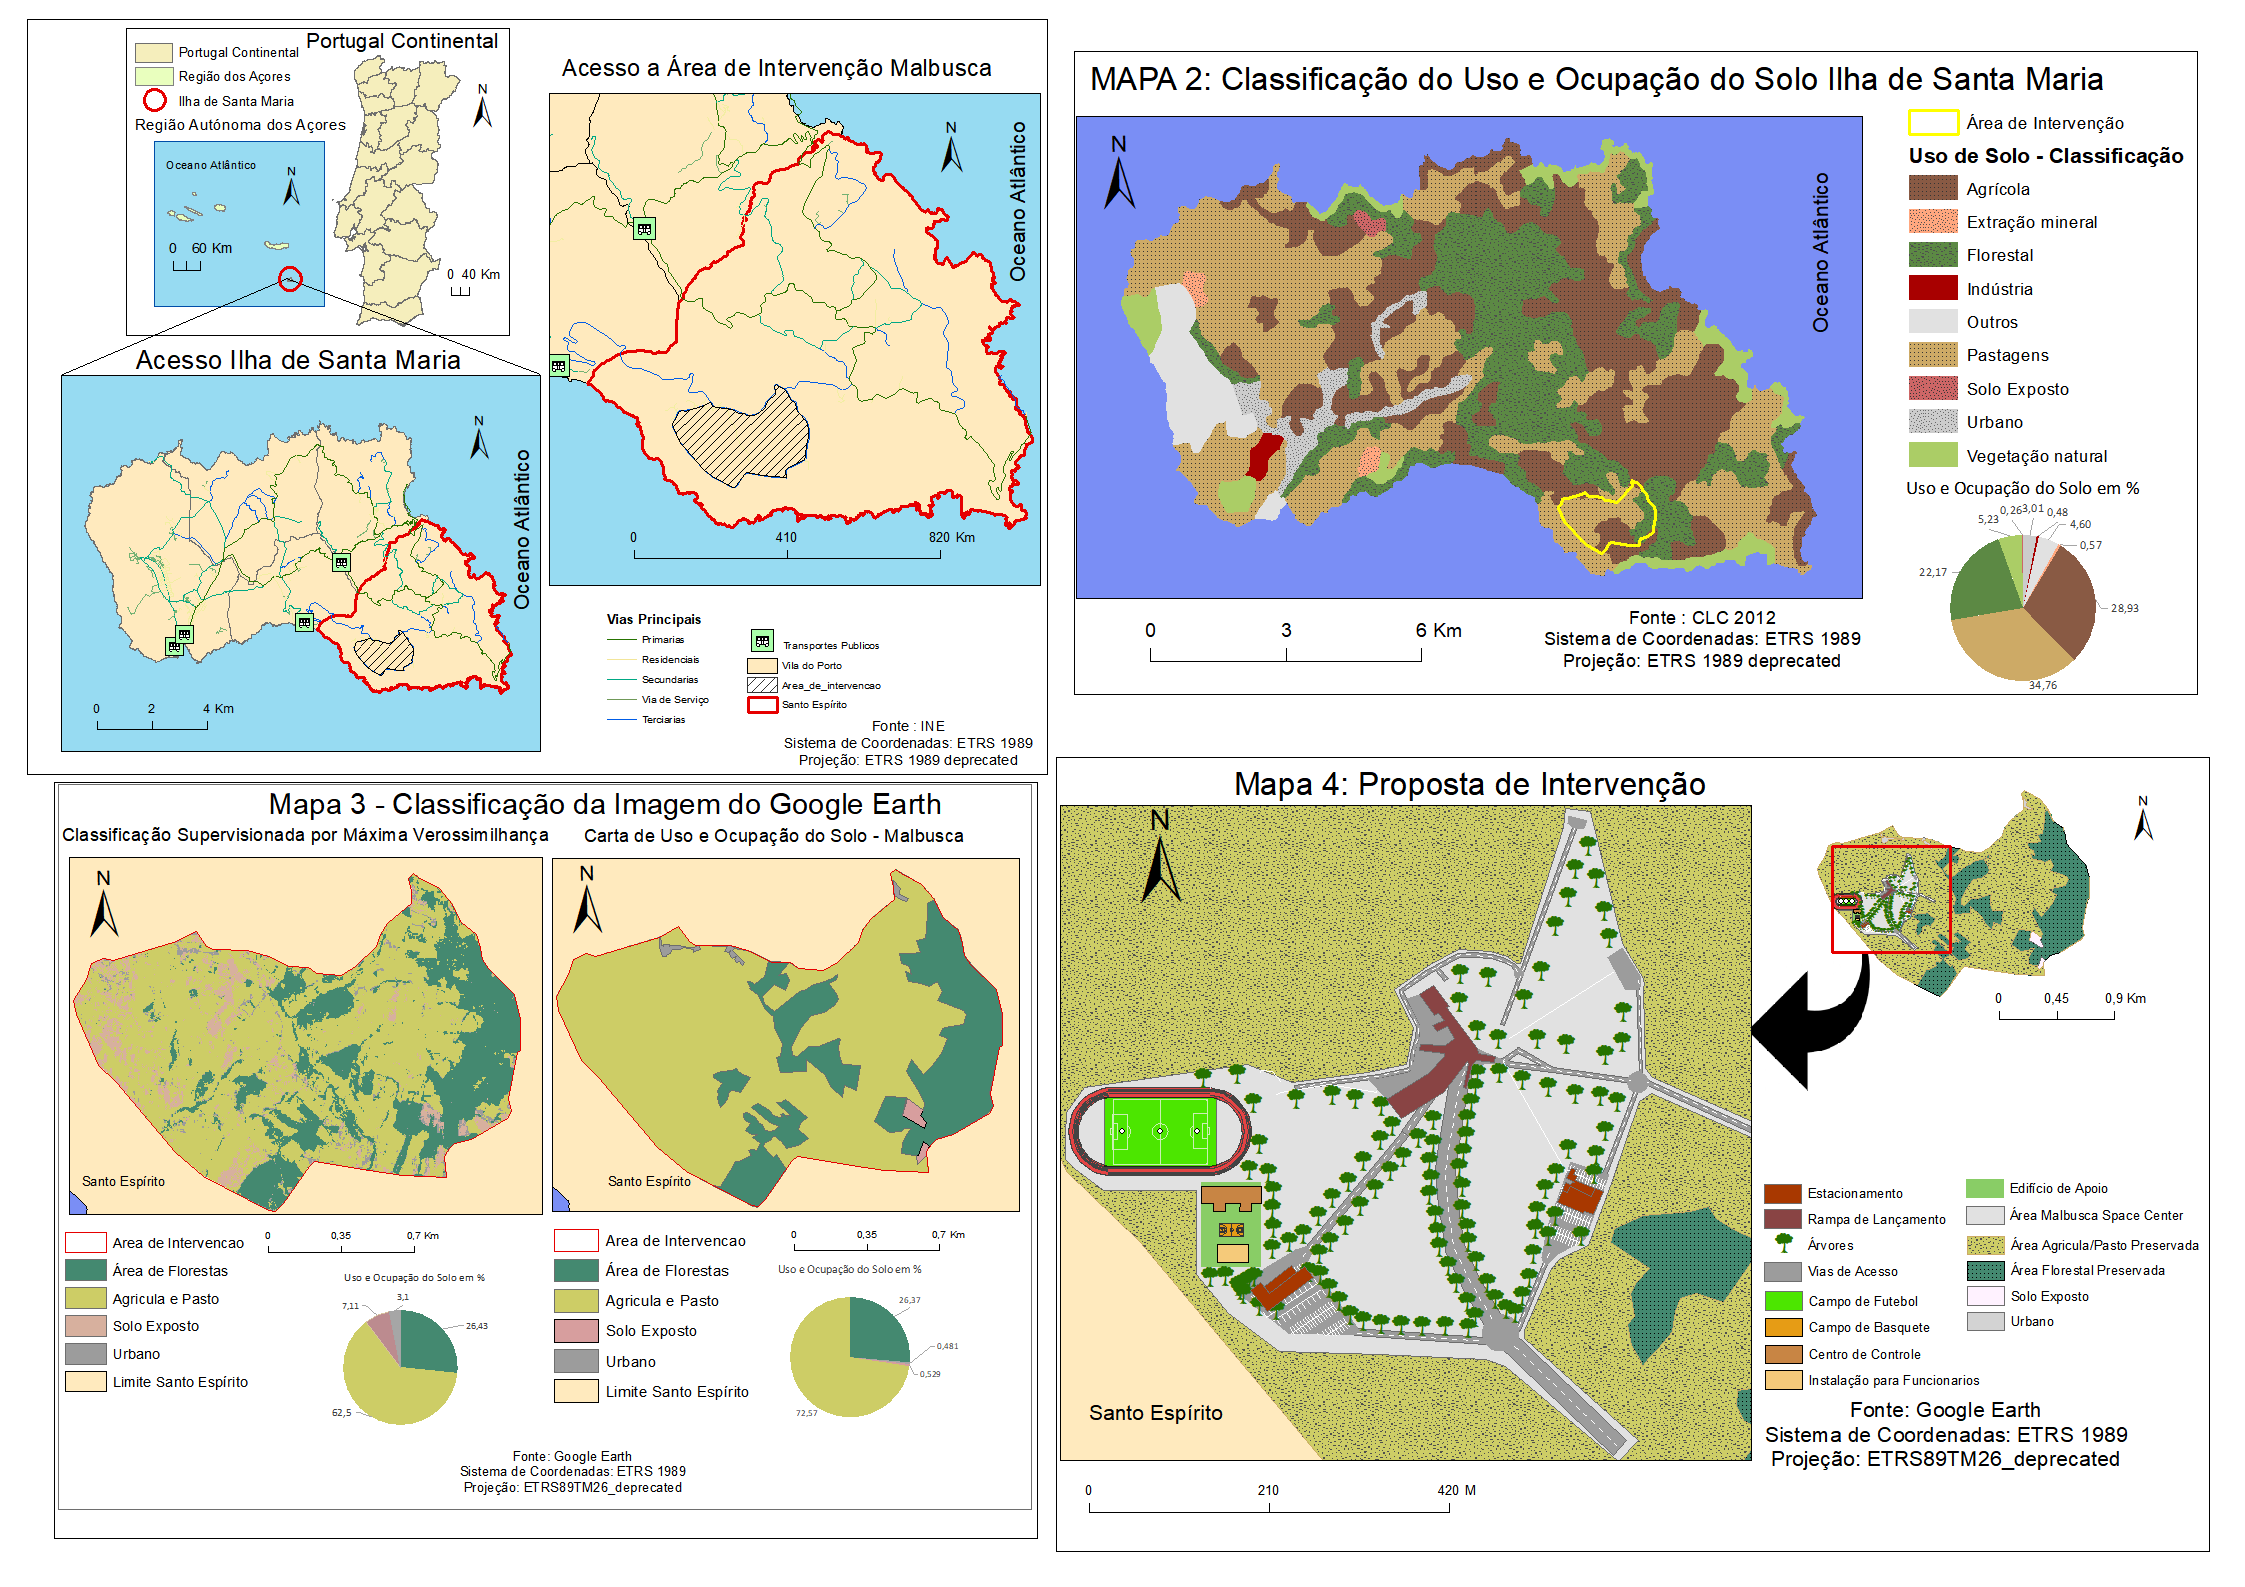 Portugal Continental
Portugal Continental
Região dos Açores
Ilha de Santa Maria
Região Autónoma dos Açores
N
Oceano Atlântico
N
0 60 Km
0 40 Km
Acesso Ilha de Santa Maria
N
Oceano Atlântico
0 2 4 Km
Acesso a Área de Intervenção Malbusca
N
Oceano Atlântico
0 410 820 Km
Vias Principais
Primarias
Residenciais
Secundarias
Via de Serviço
Terciarias
Transportes Publicos
Vila do Porto
Area_de_intervencao
Santo Espírito
Fonte : INE
Sistema de Coordenadas: ETRS 1989
Projeção: ETRS 1989 deprecated
MAPA 2: Classificação do Uso e Ocupação do Solo Ilha de Santa Maria
N
Oceano Atlântico
Área de Intervenção
Uso de Solo - Classificação
Agrícola
Extração mineral
Florestal
Indústria
Outros
Pastagens
Solo Exposto
Urbano
Vegetação natural
Uso e Ocupação do Solo em %
0,26
3,01
0,48
5,23
4,60
0,57
22,17
28,93
34,76
0 3 6 Km
Fonte : CLC 2012
Sistema de Coordenadas: ETRS 1989
Projeção: ETRS 1989 deprecated
Mapa 3 - Classificação da Imagem do Google Earth
Classificação Supervisionada por Máxima Verossimilhança
N
Santo Espírito
Area de Intervencao
Área de Florestas
Agricula e Pasto
Solo Exposto
Urbano
Limite Santo Espírito
0 0,35 0,7 Km
Uso e Ocupação do Solo em %
3,1
7,11
26,43
62,5
Carta de Uso e Ocupação do Solo - Malbusca
N
Santo Espírito
Area de Intervencao
Área de Florestas
Agricula e Pasto
Solo Exposto
Urbano
Limite Santo Espírito
0 0,35 0,7 Km
Uso e Ocupação do Solo em %
26,37
0,481
0,529
72,57
Fonte: Google Earth
Sistema de Coordenadas: ETRS 1989
Projeção: ETRS89TM26_deprecated
Mapa 4: Proposta de Intervenção
N
Santo Espírito
0 210 420 M
N
0 0,45 0,9 Km
Estacionamento
Rampa de Lançamento
Árvores
Vias de Acesso
Campo de Futebol
Campo de Basquete
Centro de Controle
Instalação para Funcionarios
Edifício de Apoio
Área Malbusca Space Center
Área Agricula/Pasto Preservada
Área Florestal Preservada
Solo Exposto
Urbano
Fonte: Google Earth
Sistema de Coordenadas: ETRS 1989
Projeção: ETRS89TM26_deprecated